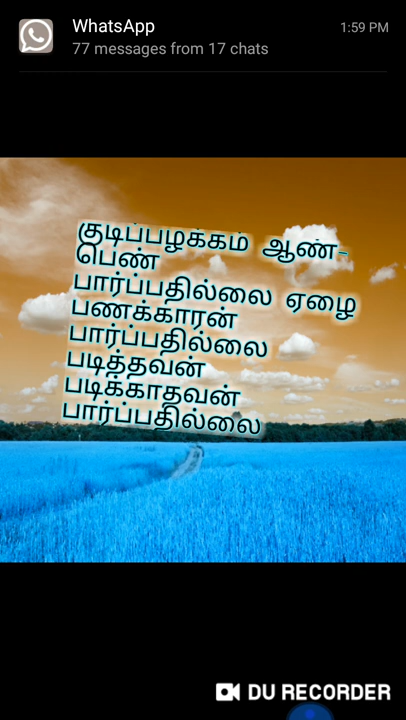 WhatsApp
1:59 PM
77 messages from 17 chats
குடிப்பழக்கம் ஆண்-
பெண்
பார்ப்பதில்லை ஏழை
பணக்காரன்
பார்ப்பதில்லை
படித்தவன்
படிக்காதவன்
பார்ப்பதில்லை
DU RECORDER